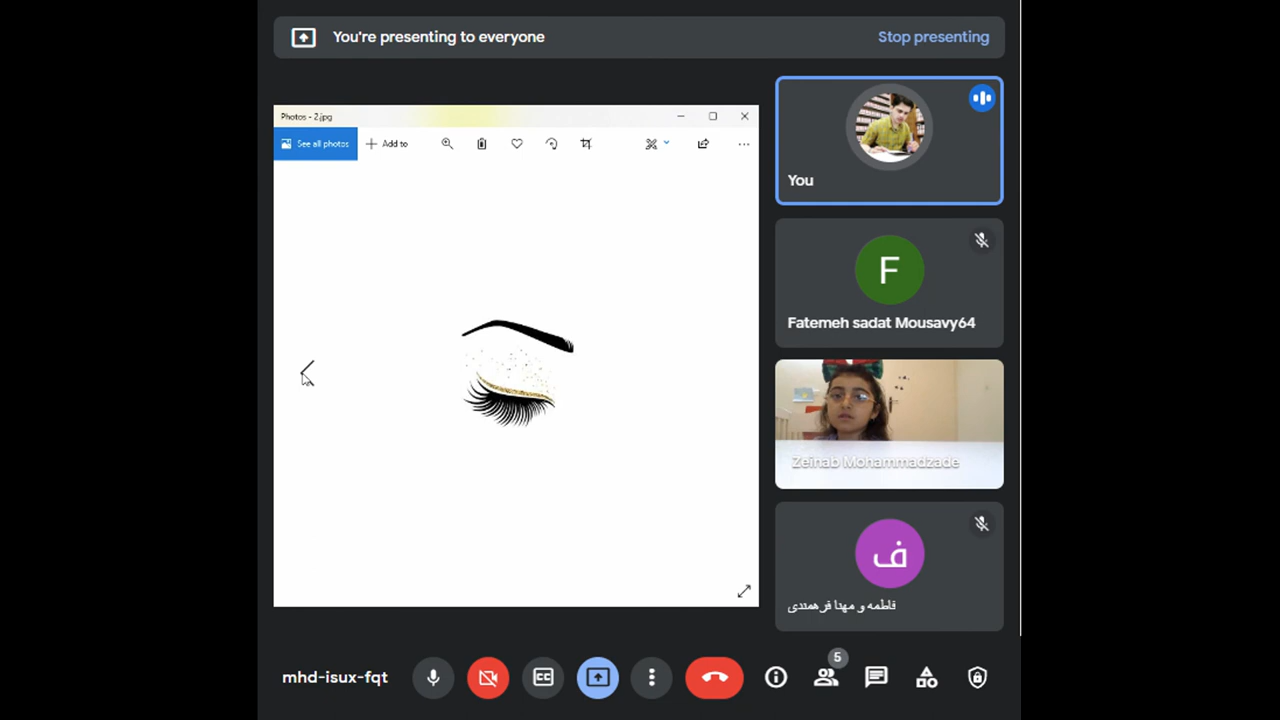 You're presenting to everyone
Stop presenting
Photos - 2.jpg
See all photos
Add to
You
F
Fatemeh sadat Mousavy64
Zeinab Mohammadzade
ف
فاطمه و مهدا فرهمندی
mhd-isux-fqt
CC
5